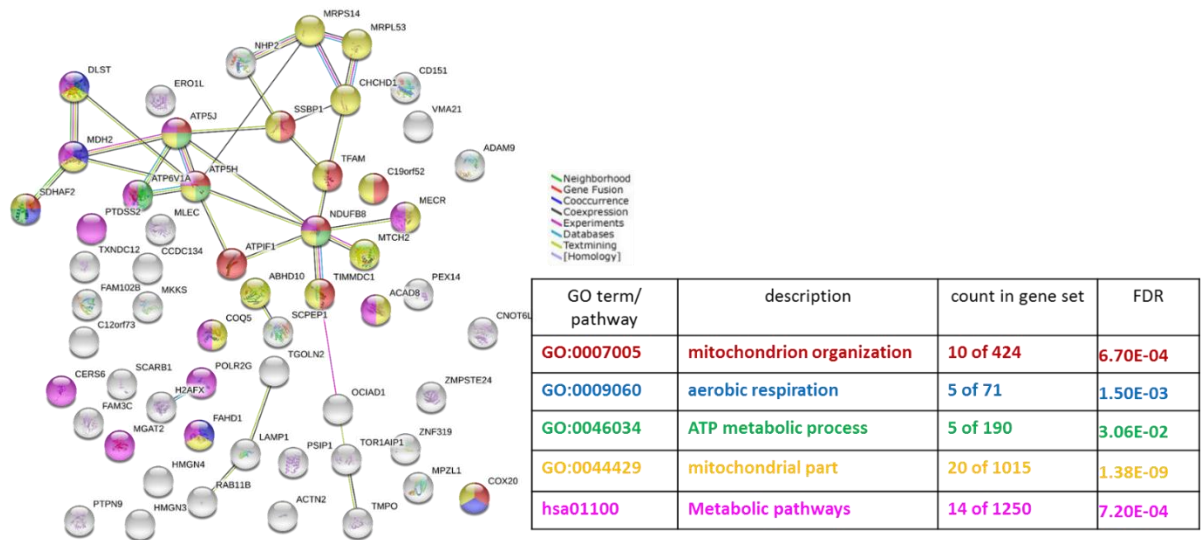 MRPS14
MRPL53
NHP2
DLST
CD151
ERO1L
CHCHD1
VMA21
SSBP1
ATP5J
MDH2
ADAM9
TFAM
ATP5H
C19orf52
ATP6V1A
SDHAF2
MECR
PTDSS2
MLEC
NDUFB8
MTCH2
TXNDC12
CCDC134
ATPIF1
TIMMDC1
PEX14
ABHD10
FAM102B
MKKS
ACAD8
SCPEP1
CNOT6L
C12orf73
COQ5
TGOLN2
SCARB1
POLR2G
CERS6
ZMPSTE24
H2AFX
OCIAD1
FAM3C
FAHD1
MGAT2
LAMP1
PSIP1
TOR1AIP1
ZNF319
HMGN4
MPZL1
RAB11B
COX20
PTPN9
HMGN3
ACTN2
TMPO
Neighborhood
Gene Fusion
Cooccurrence
Coexpression
Experiments
Databases
Textmining
[Homology]
GO term/ pathway description count in gene set FDR
GO:0007005 mitochondrion organization 10 of 424 6.70E-04
GO:0009060 aerobic respiration 5 of 71 1.50E-03
GO:0046034 ATP metabolic process 5 of 190 3.06E-02
GO:0044429 mitochondrial part 20 of 1015 1.38E-09
hsa01100 Metabolic pathways 14 of 1250 7.20E-04